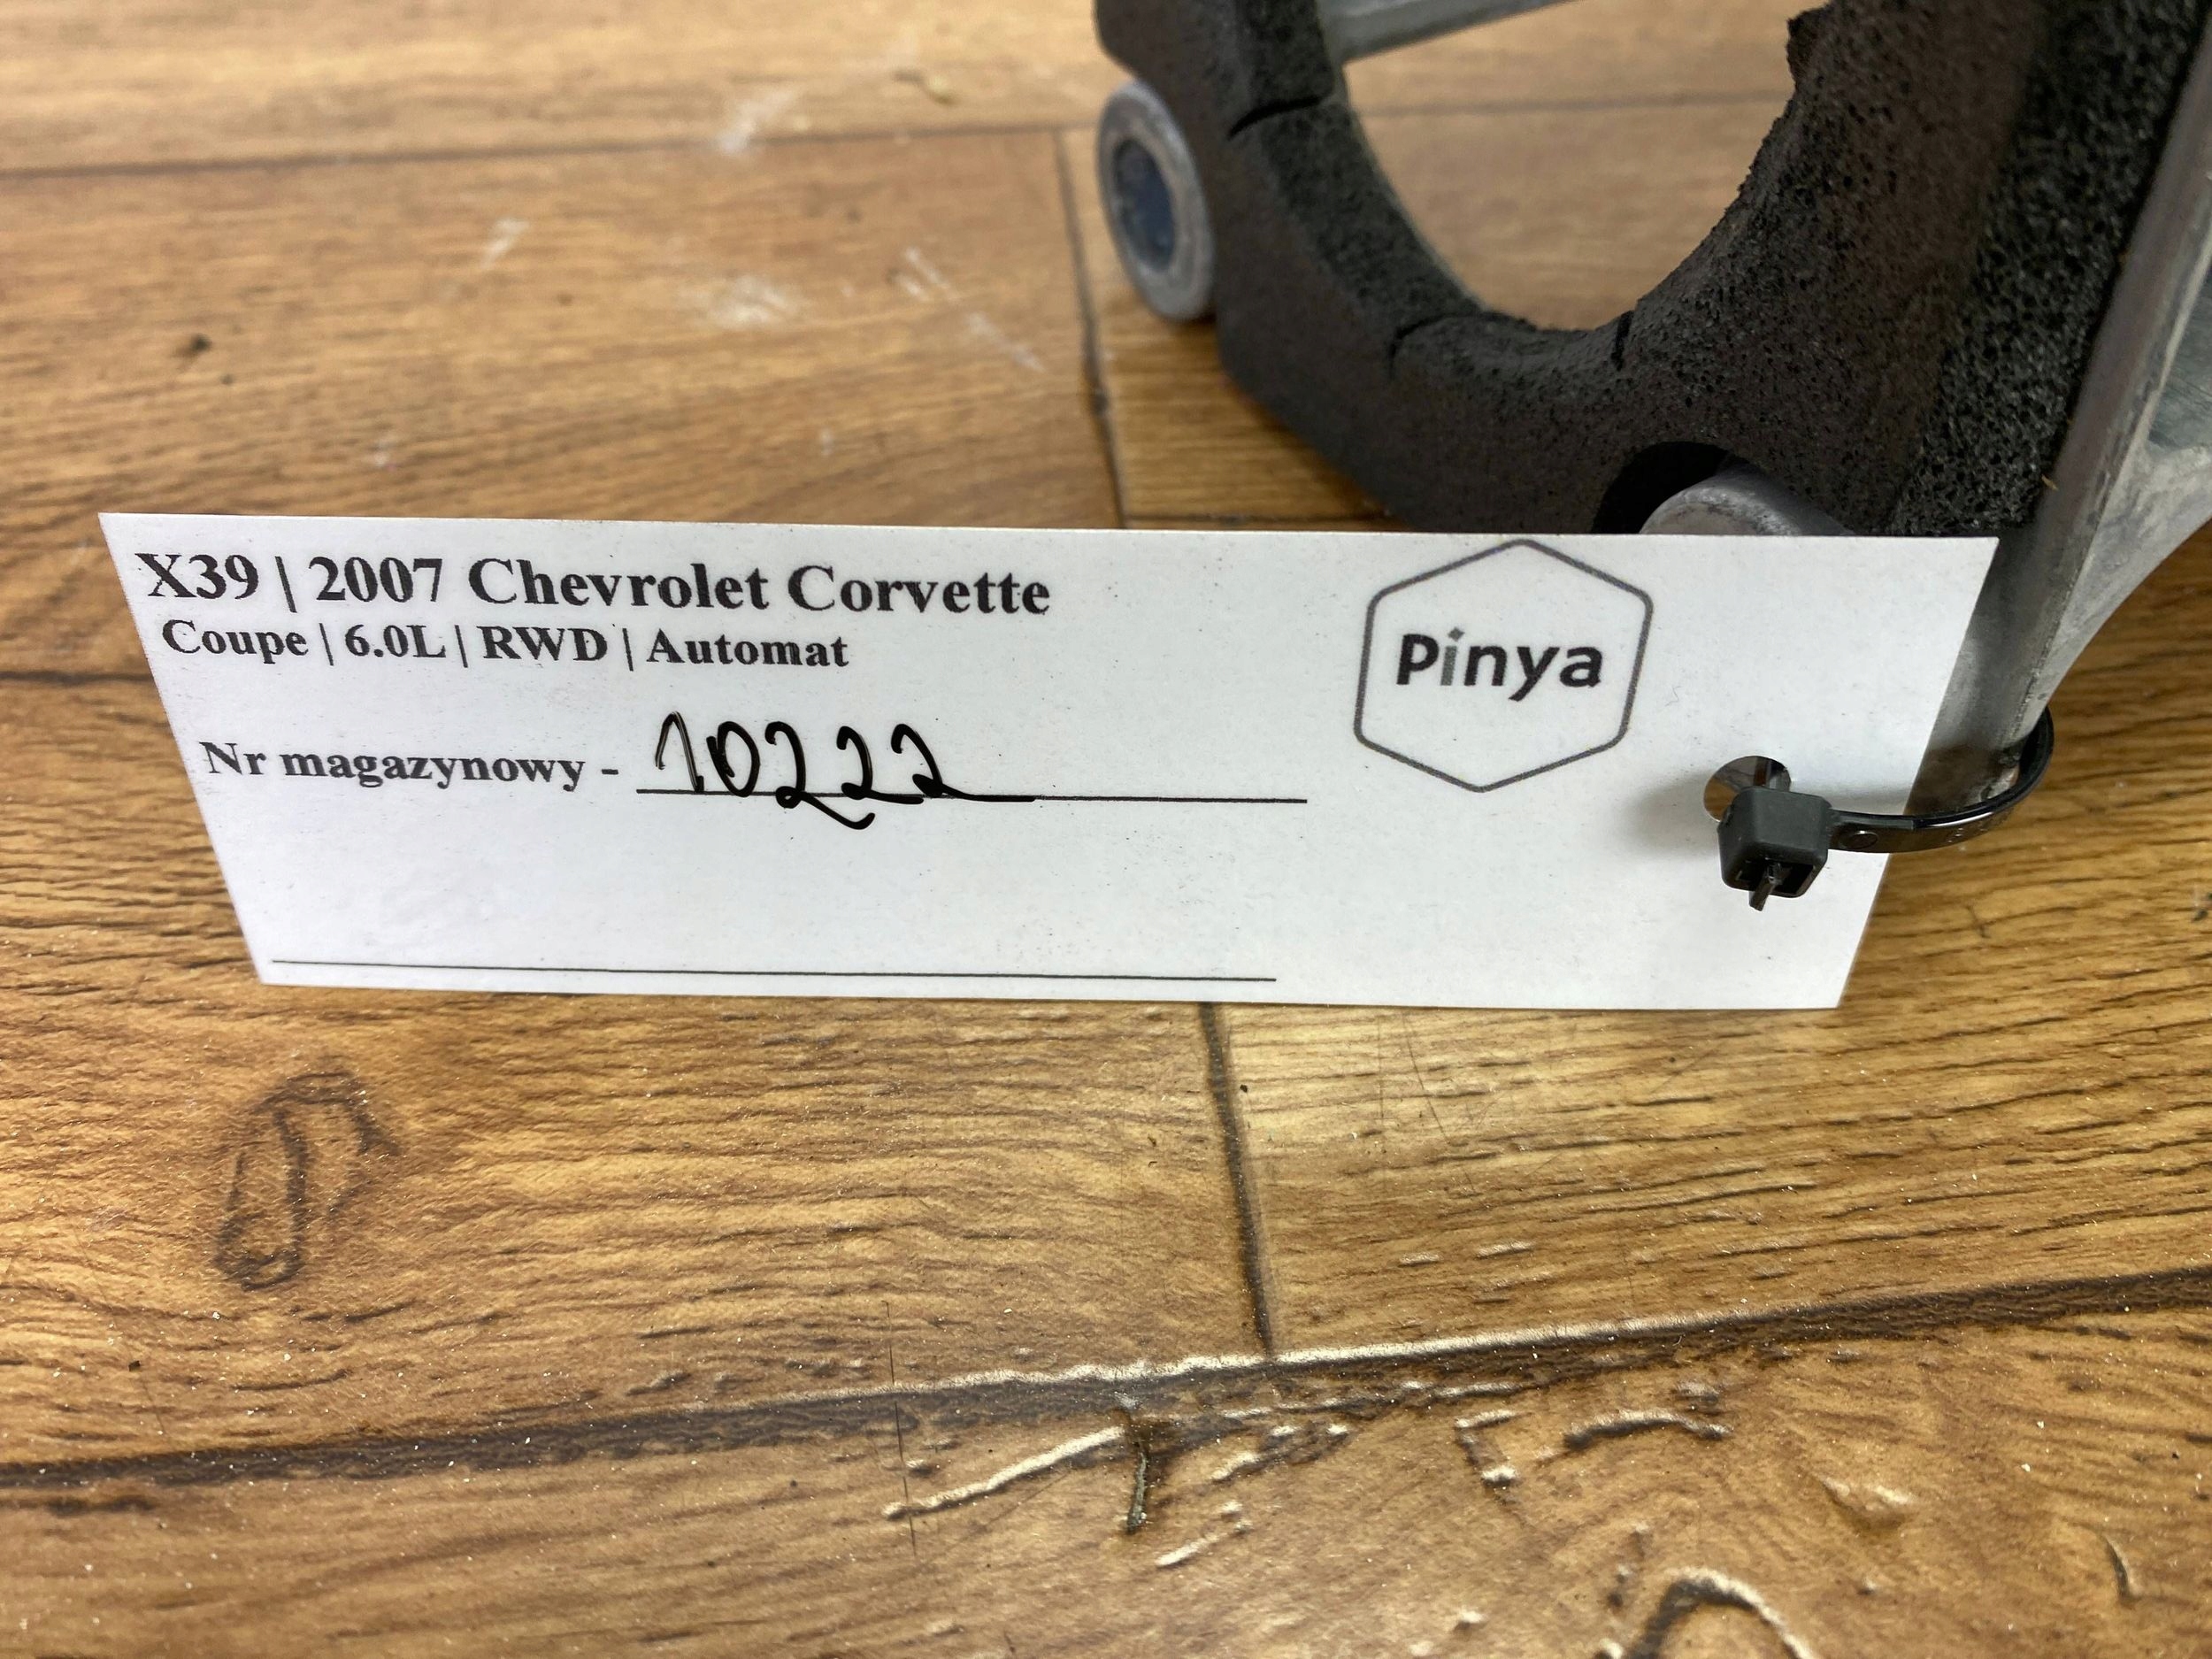 X39 | 2007 Chevrolet Corvette
Coupe | 6.0L | RWD | Automat
Nr magazynowy - 10222
Pinya